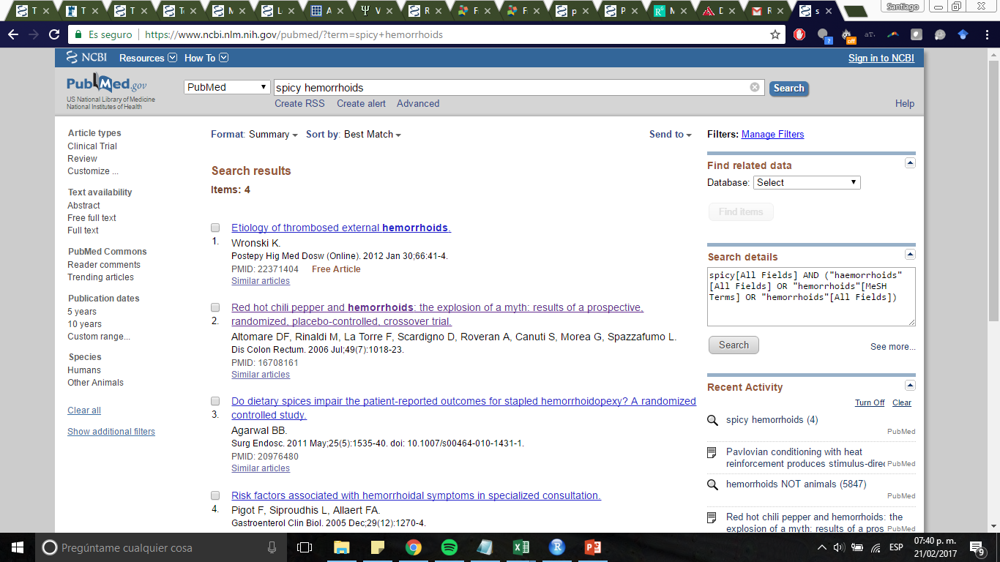 T
T
T
To
M
L
A
V
R
F
F
p
P
M
D
R
s
Santiago
Es seguro
https://www.ncbi.nlm.nih.gov/pubmed/?term=spicy+hemorrhoids
?
off
aT.
NCBI Resources How To Sign in to NCBI
PubMed.gov
US National Library of Medicine
National Institutes of Health
PubMed
spicy hemorrhoids
Search
Create RSS Create alert Advanced
Help
Article types
Clinical Trial
Review
Customize ...
Text availability
Abstract
Free full text
Full text
PubMed Commons
Reader comments
Trending articles
Publication dates
5 years
10 years
Custom range...
Species
Humans
Other Animals
Clear all
Show additional filters
Format: Summary Sort by: Best Match
Send to
Search results
Items: 4
Etiology of thrombosed external hemorrhoids.
1.
Wronski K.
Postepy Hig Med Dosw (Online). 2012 Jan 30;66:41-4.
PMID: 22371404 Free Article
Similar articles
Red hot chili pepper and hemorrhoids: the explosion of a myth: results of a prospective,
2. randomized, placebo-controlled, crossover trial.
Altomare DF, Rinaldi M, La Torre F, Scardigno D, Roveran A, Canuti S, Morea G, Spazzafumo L.
Dis Colon Rectum. 2006 Jul;49(7):1018-23.
PMID: 16708161
Similar articles
Do dietary spices impair the patient-reported outcomes for stapled hemorrhoidopexy? A randomized
3. controlled study.
Agarwal BB.
Surg Endosc. 2011 May;25(5):1535-40. doi: 10.1007/s00464-010-1431-1.
PMID: 20976480
Similar articles
Risk factors associated with hemorrhoidal symptoms in specialized consultation.
4.
Pigot F, Siproudhis L, Allaert FA.
Gastroenterol Clin Biol. 2005 Dec;29(12):1270-4.
Filters: Manage Filters
Find related data
Database: Select
Find items
Search details
spicy[All Fields] AND ("haemorrhoids"
[All Fields] OR "hemorrhoids"[MeSH
Terms] OR "hemorrhoids"[All Fields])
Search
See more...
Recent Activity
Turn Off Clear
spicy hemorrhoids (4)
PubMed
Pavlovian conditioning with heat
reinforcement produces stimulus-direc PubMed
hemorrhoids NOT animals (5847)
PubMed
Red hot chili pepper and hemorrhoids: the
explosion of a myth: results of a pros PubMed
Pregúntame cualquier cosa
ESP
07:40 p. m.
21/02/2017
9